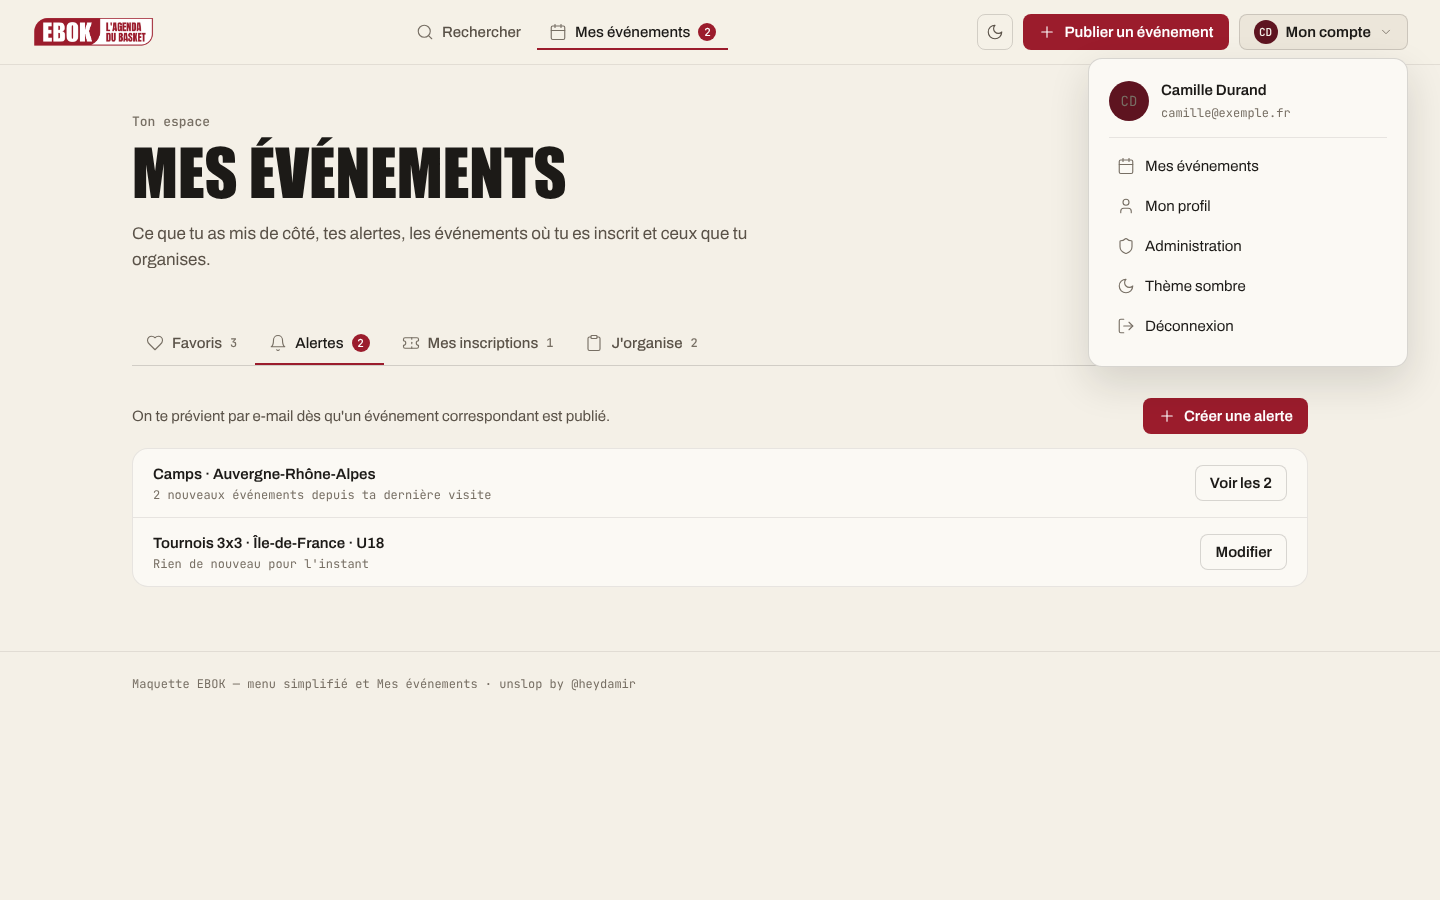 EBOK L'AGENDA DU BASKET
Rechercher
Mes événements 2
Publier un événement
CD Mon compte
CD
Camille Durand
camille@exemple.fr
Mes événements
Mon profil
Administration
Thème sombre
Déconnexion
Ton espace
MES ÉVÉNEMENTS
Ce que tu as mis de côté, tes alertes, les événements où tu es inscrit et ceux que tu
organises.
Favoris 3
Alertes 2
Mes inscriptions 1
J'organise 2
On te prévient par e-mail dès qu'un événement correspondant est publié.
Créer une alerte
Camps · Auvergne-Rhône-Alpes
2 nouveaux événements depuis ta dernière visite
Voir les 2
Tournois 3x3 · Île-de-France · U18
Rien de nouveau pour l'instant
Modifier
Maquette EBOK — menu simplifié et Mes événements · unslop by @heydamir